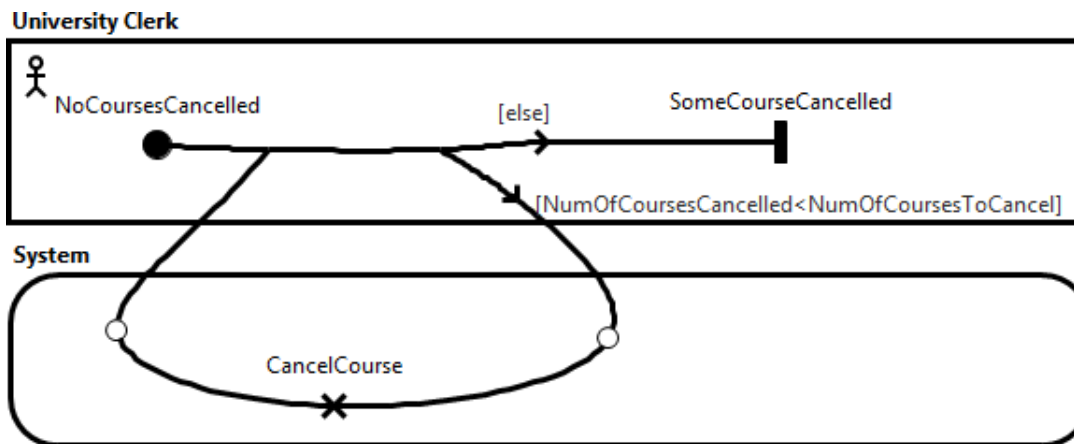 University Clerk
NoCoursesCancelled
SomeCourseCancelled
[else]
[NumOfCoursesCancelled<NumOfCoursesToCancel]
System
CancelCourse